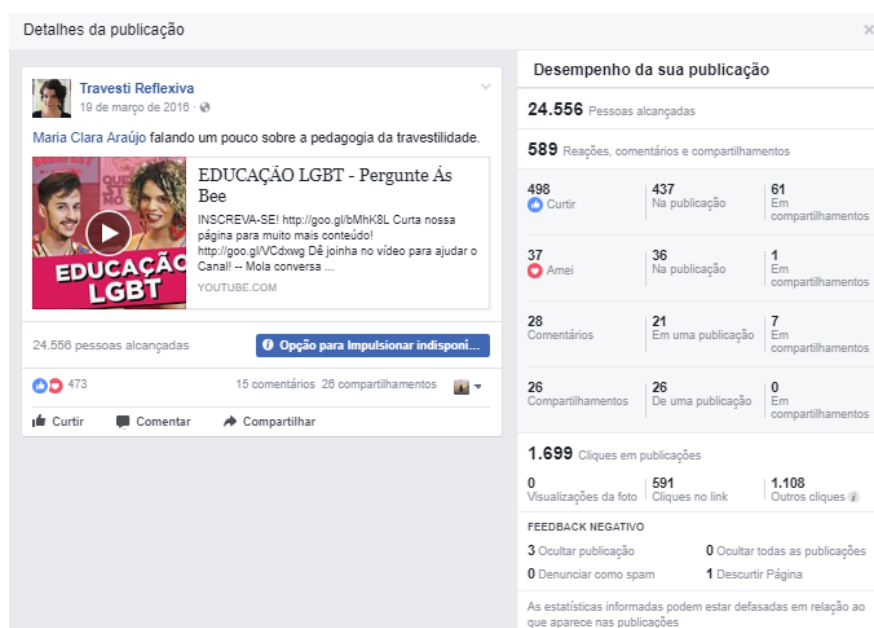 Detalhes da publicação
Travesti Reflexiva
19 de março de 2016 ·
Maria Clara Araújo falando um pouco sobre a pedagogia da travestilidade.
EDUCAÇÃO
LGBT
EDUCAÇÃO LGBT - Pergunte Ás
Bee
INSCREVA-SE! http://goo.gl/bMhK8L Curta nossa
página para muito mais conteúdo!
http://goo.gl/VCdxwg Dê joinha no vídeo para ajudar o
Canal! -- Mola conversa ...
YOUTUBE.COM
24.556 pessoas alcançadas
Opção para Impulsionar indisponí...
473
15 comentários 26 compartilhamentos
Curtir Comentar Compartilhar
Desempenho da sua publicação
24.556 Pessoas alcançadas
589 Reações, comentários e compartilhamentos
498 437 61
Curtir Na publicação Em
compartilhamentos
37 36 1
Amei Na publicação Em
compartilhamentos
28 21 7
Comentários Em uma publicação Em
compartilhamentos
26 26 0
Compartilhamentos De uma publicação Em
compartilhamentos
1.699 Cliques em publicações
0 591 1.108
Visualizações da foto Cliques no link Outros cliques
FEEDBACK NEGATIVO
3 Ocultar publicação 0 Ocultar todas as publicações
0 Denunciar como spam 1 Descurtir Página
As estatísticas informadas podem estar defasadas em relação ao
que aparece nas publicações